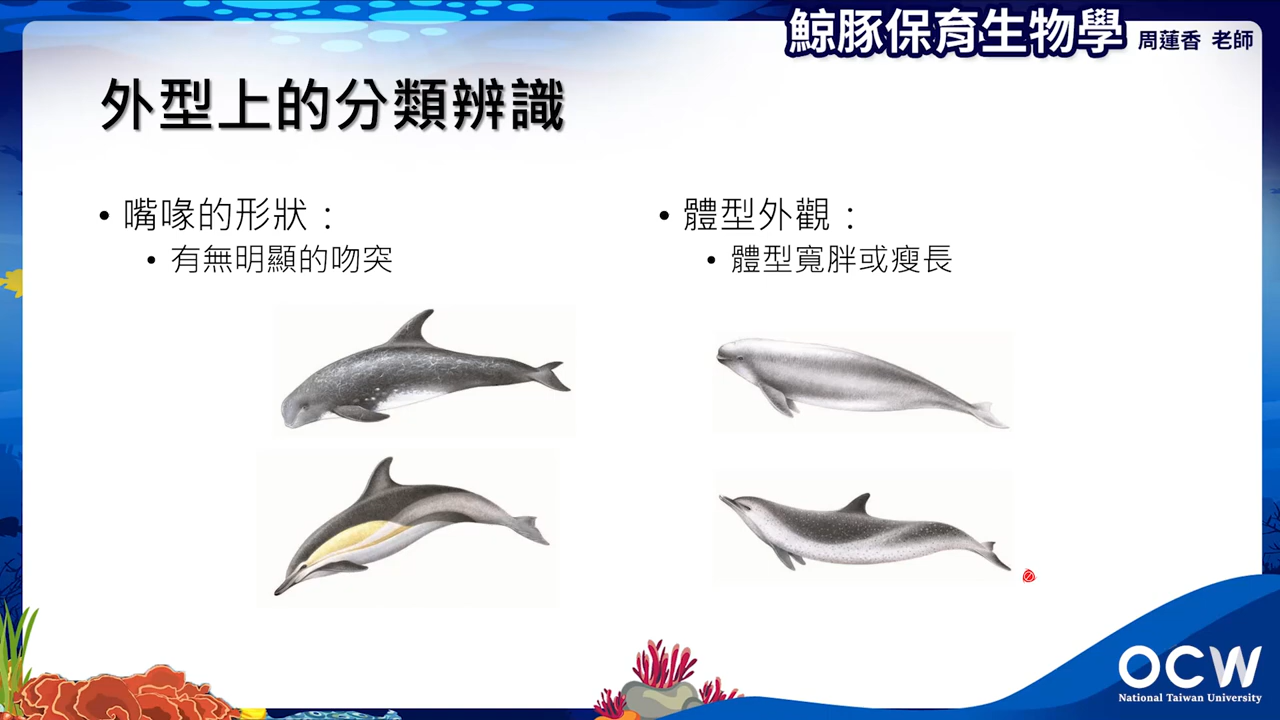 鯨豚保育生物學 周蓮香 老師
外型上的分類辨識
• 嘴喙的形狀：
• 有無明顯的吻突
• 體型外觀：
• 體型寬胖或瘦長
OCW
National Taiwan University